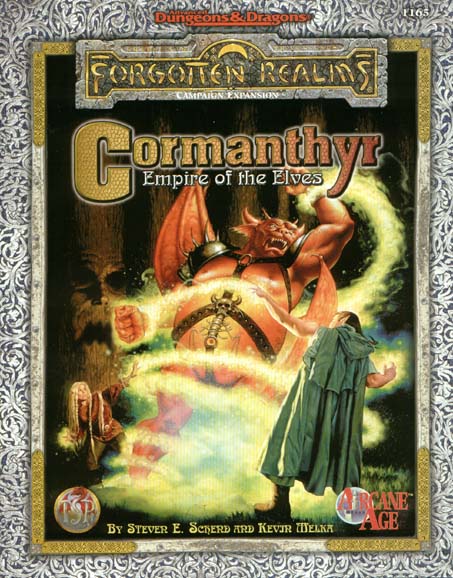 Advanced
Dungeons & Dragons
1165
FORGOTTEN REALMS
CAMPAIGN EXPANSION
Cormanthyr
Empire of the Elves
TSR
ARCANE
AGE
BY STEVEN E. SCHEND AND KEVIN MELKA